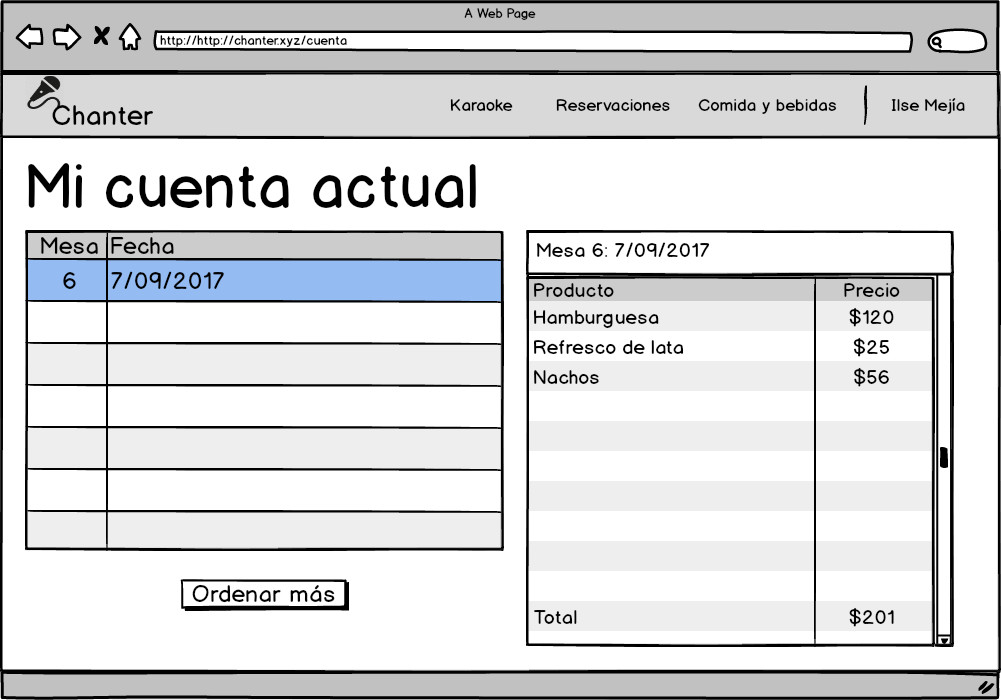 A Web Page
http://http://chanter.xyz/cuenta
Chanter
Karaoke Reservaciones Comida y bebidas Ilse Mejía
Mi cuenta actual
Mesa Fecha
6 7/09/2017
Ordenar más
Mesa 6: 7/09/2017
Producto Precio
Hamburguesa $120
Refresco de lata $25
Nachos $56
Total $201